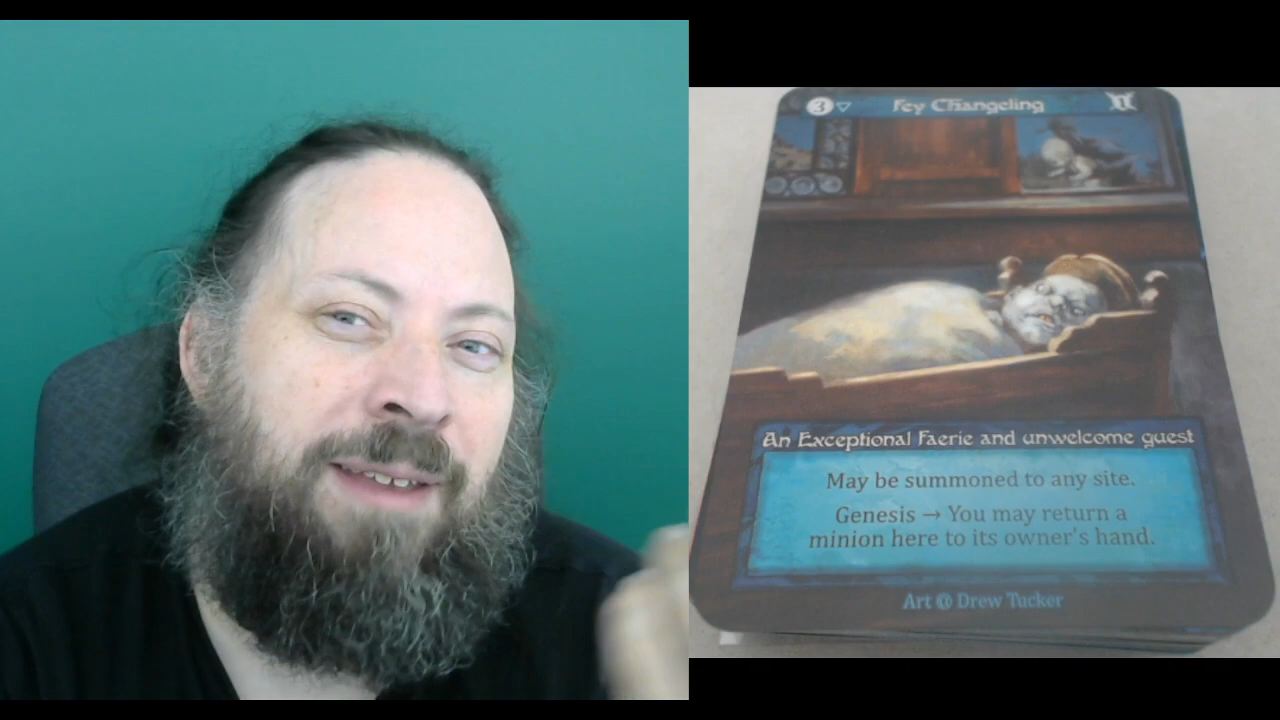 3 Fey Changeling 1
An Exceptional Faerie and unwelcome guest
May be summoned to any site.
Genesis → You may return a
minion here to its owner's hand.
Art @ Drew Tucker